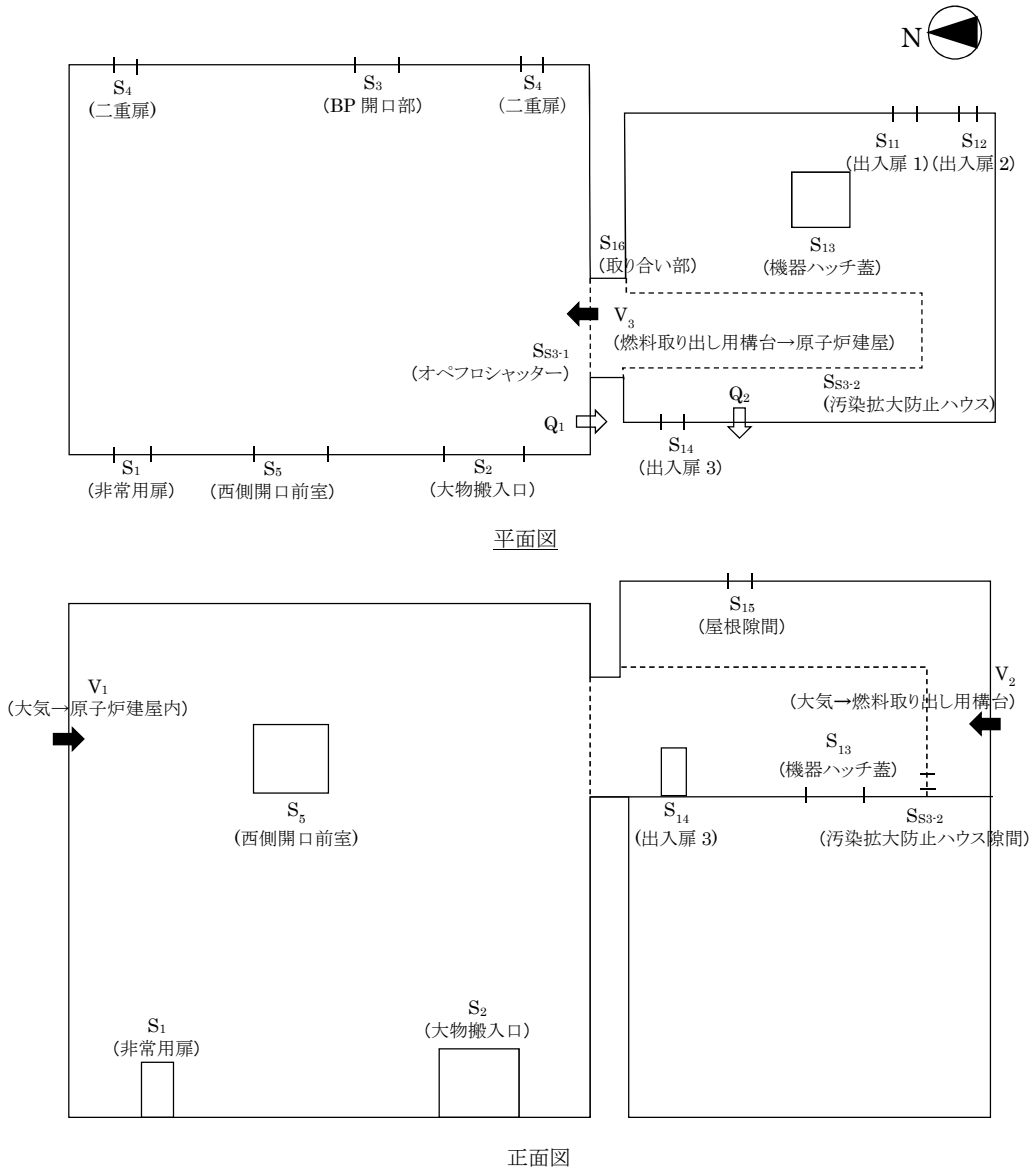 N
S4
(二重扉)
S3
(BP 開口部)
S4
(二重扉)
S11
(出入扉 1)
S12
(出入扉 2)
S16
(取り合い部)
S13
(機器ハッチ蓋)
V3
(燃料取り出し用構台→原子炉建屋)
SS3-1
(オペフロシャッター)
SS3-2
(汚染拡大防止ハウス)
Q1
Q2
S14
(出入扉 3)
S1
(非常用扉)
S5
(西側開口前室)
S2
(大物搬入口)
平面図
S15
(屋根隙間)
V1
(大気→原子炉建屋内)
V2
(大気→燃料取り出し用構台)
S13
(機器ハッチ蓋)
S5
(西側開口前室)
S14
(出入扉 3)
SS3-2
(汚染拡大防止ハウス隙間)
S1
(非常用扉)
S2
(大物搬入口)
正面図